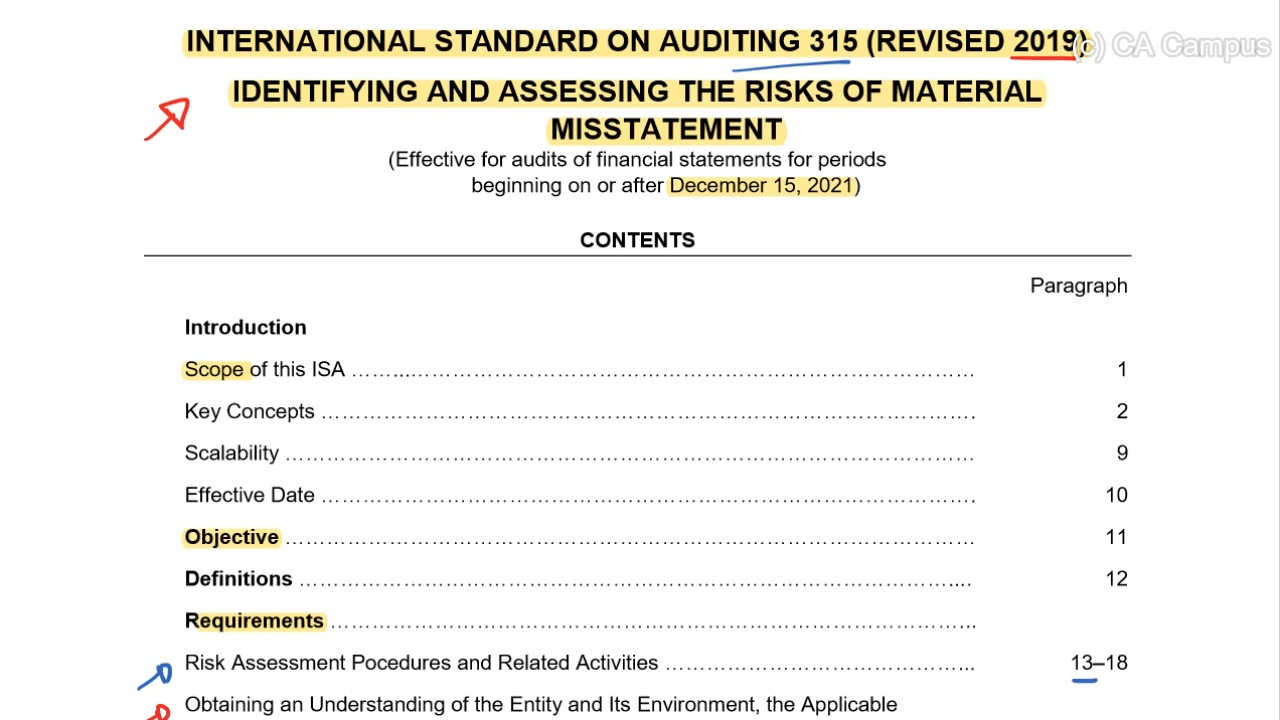 INTERNATIONAL STANDARD ON AUDITING 315 (REVISED 2019)
(c) CA Campus
IDENTIFYING AND ASSESSING THE RISKS OF MATERIAL
MISSTATEMENT
(Effective for audits of financial statements for periods
beginning on or after December 15, 2021)
CONTENTS
Paragraph
Introduction
Scope of this ISA ……...……………………………………………………………………… 1
Key Concepts ……………………………………………………………………………………. 2
Scalability ………………………………………………………………………………………… 9
Effective Date ……………………………………………………………………………………. 10
Objective ………………………………………………………………………………………… 11
Definitions ……………………………………………………………………………………….... 12
Requirements …………………………………………………………………………………...
Risk Assessment Pocedures and Related Activities …………………………………... 13–18
Obtaining an Understanding of the Entity and Its Environment, the Applicable